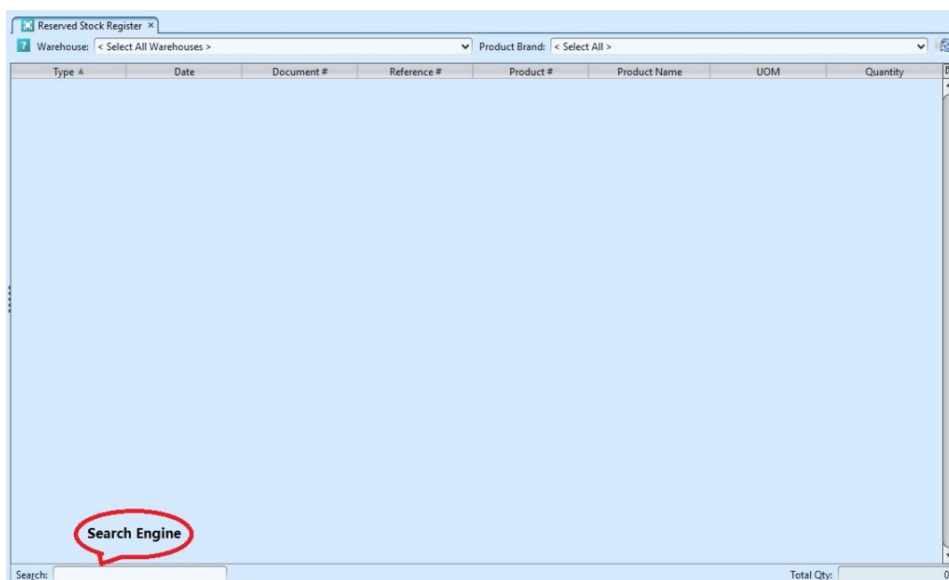 Reserved Stock Register ×
? Warehouse: < Select All Warehouses > Product Brand: < Select All >
Type Date Document # Reference # Product # Product Name UOM Quantity
Search Engine
Search: Total Qty: 0